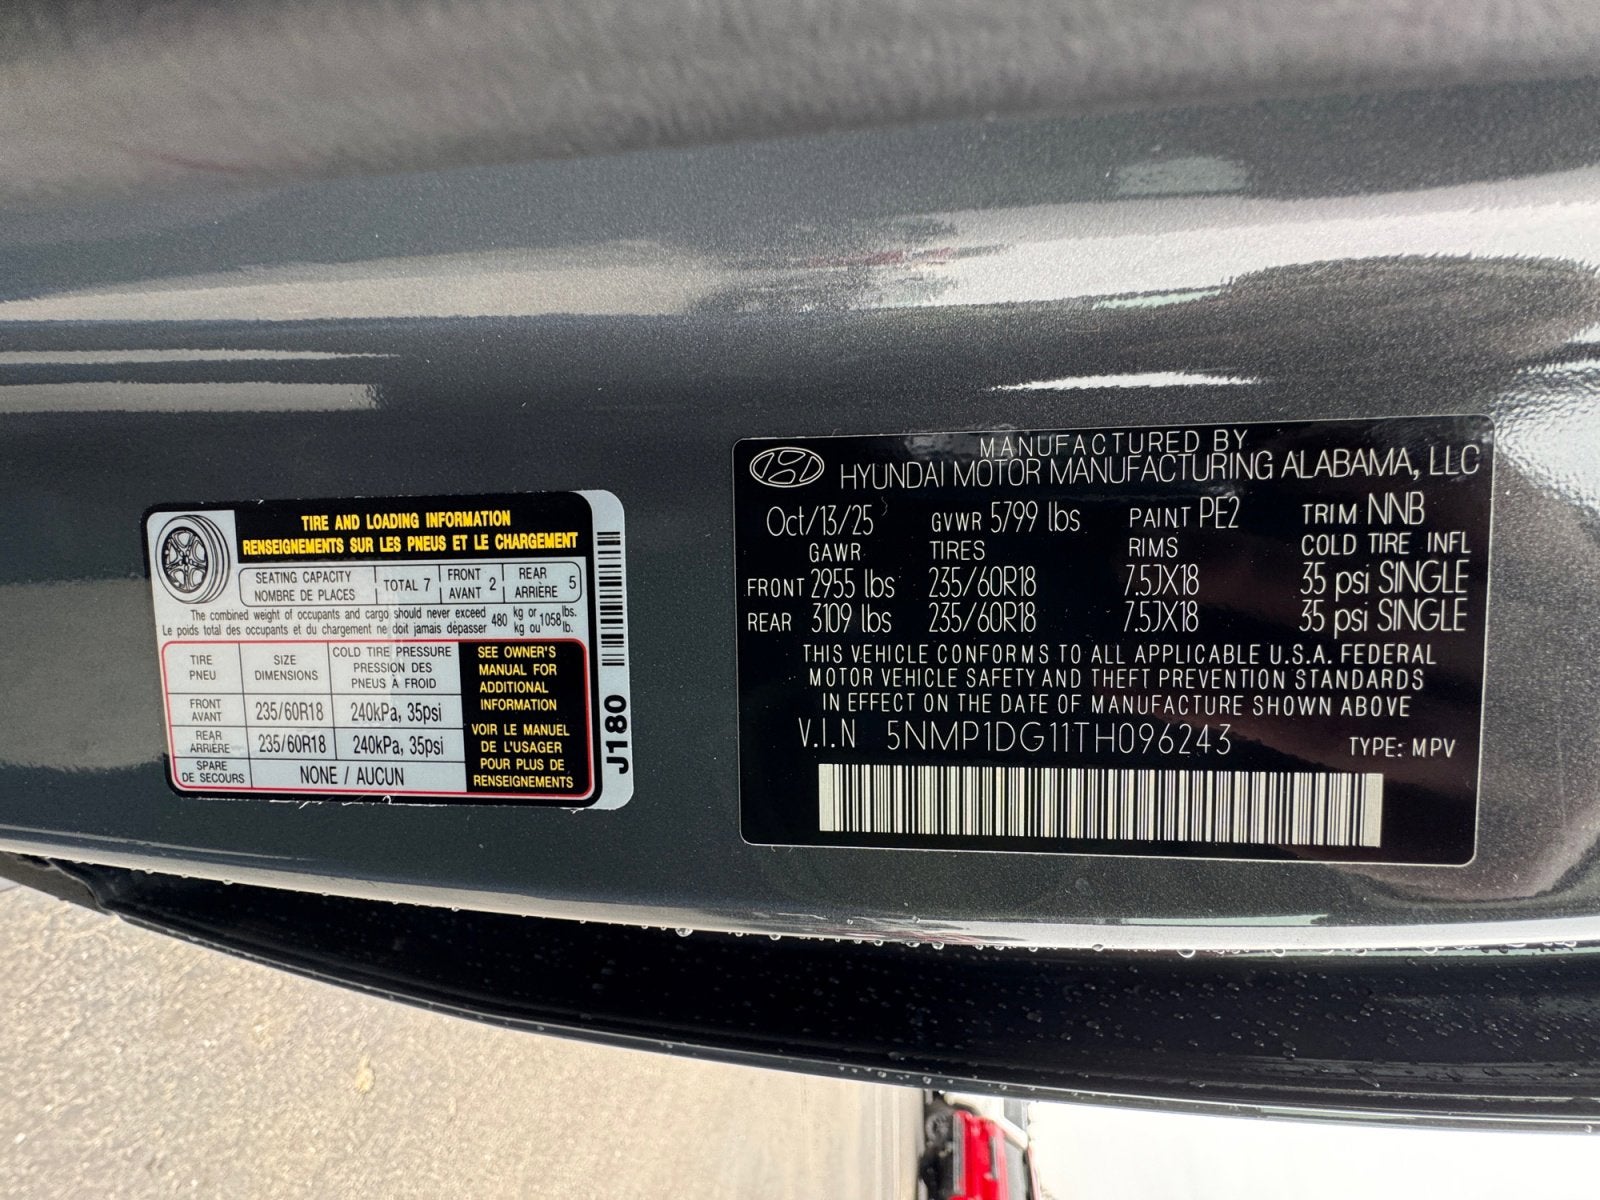 TIRE AND LOADING INFORMATION
RENSEIGNEMENTS SUR LES PNEUS ET LE CHARGEMENT
SEATING CAPACITY
NOMBRE DE PLACES
TOTAL 7
FRONT
AVANT 2
REAR
ARRIÈRE 5
The combined weight of occupants and cargo should never exceed 480 kg or 1058 lbs.
Le poids total des occupants et du chargement ne doit jamais dépasser kg ou lb.
TIRE
PNEU
SIZE
DIMENSIONS
COLD TIRE PRESSURE
PRESSION DES
PNEUS À FROID
FRONT
AVANT
235/60R18
240kPa, 35psi
REAR
ARRIÈRE
235/60R18
240kPa, 35psi
SPARE
DE SECOURS
NONE / AUCUN
SEE OWNER'S
MANUAL FOR
ADDITIONAL
INFORMATION
VOIR LE MANUEL
DE L'USAGER
POUR PLUS DE
RENSEIGNEMENTS
J180
MANUFACTURED BY
HYUNDAI MOTOR MANUFACTURING ALABAMA, LLC
Oct/13/25 GVWR 5799 lbs PAINT PE2 TRIM NNB
GAWR TIRES RIMS COLD TIRE INFL
FRONT 2955 lbs 235/60R18 7.5JX18 35 psi SINGLE
REAR 3109 lbs 235/60R18 7.5JX18 35 psi SINGLE
THIS VEHICLE CONFORMS TO ALL APPLICABLE U.S.A. FEDERAL
MOTOR VEHICLE SAFETY AND THEFT PREVENTION STANDARDS
IN EFFECT ON THE DATE OF MANUFACTURE SHOWN ABOVE
V.I.N 5NMP1DG11TH096243 TYPE: MPV